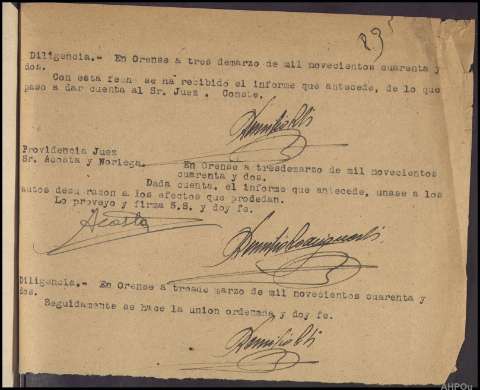 83
Diligencia.- En Orense a tres demarzo de mil novecientos cuarenta y
dos.
Con esta fecha se ha recibido el informe que antecede, de lo que
paso a dar cuenta al Sr. Juez. Conste.
Providencia Juez
Sr. Acosta y Noriega. En Orense a tresdemarzo de mil novecientos
cuarenta y dos.
Dada cuenta, el informe que antecede, unase a los
autos desu razon a los efectos que prodedan.
Lo proveyo y firma S.S. y doy fe.
Acosta
Diligencia.- En Orense a tresde marzo de mil novecientos cuarenta y
dos.
Seguidamente se hace la union ordenada y doy fe.
AHPOu